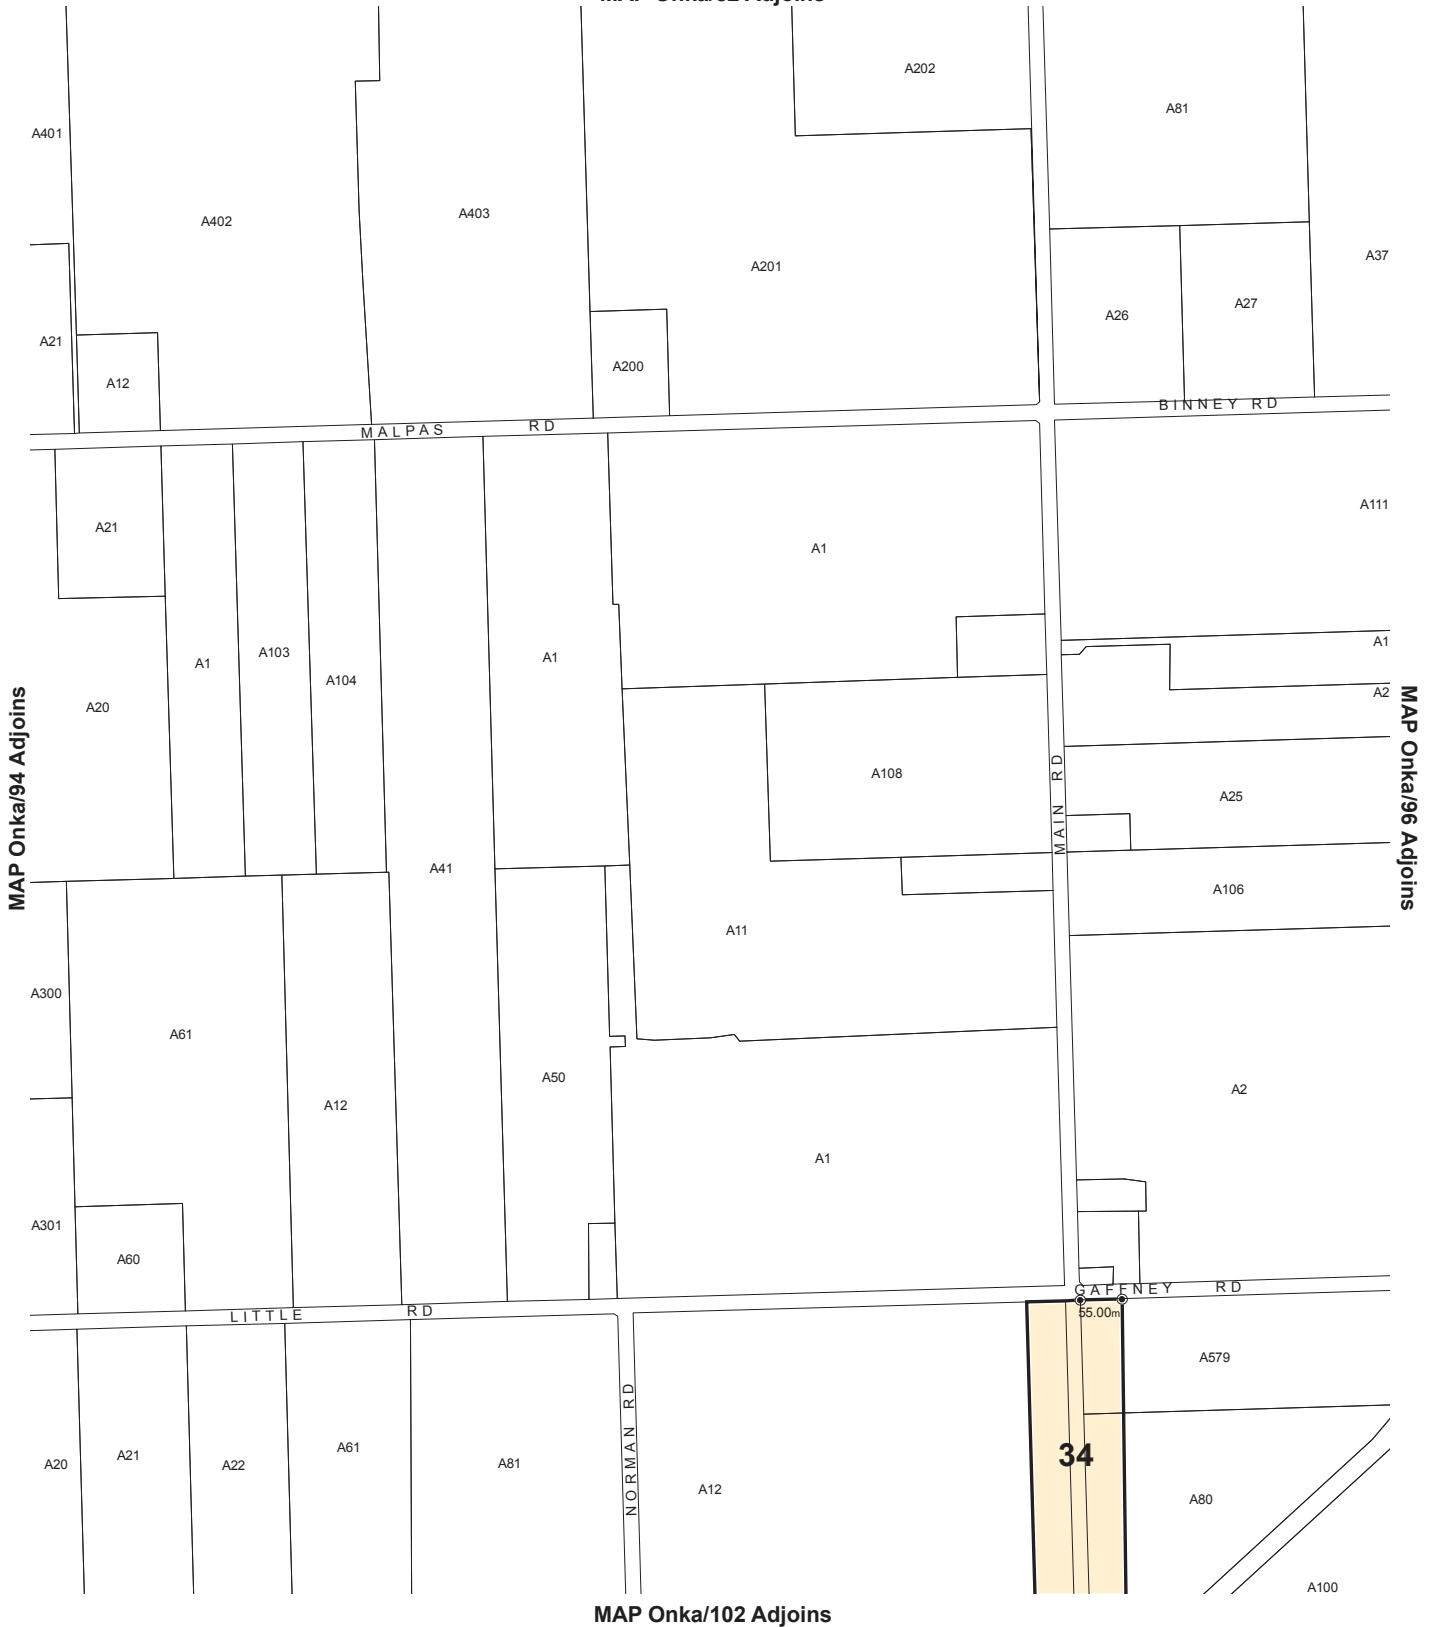 MAP Onka/82 Adjoins
A202
A81
A401
A402
A403
A201
A37
A21
A12
A200
A26
A27
BINNEY RD
MALPAS RD
A21
A1
A111
A1
A103
A104
A1
A1
A2
A20
A108
A25
MAIN RD
MAP Onka/94 Adjoins
MAP Onka/96 Adjoins
A41
A106
A11
A300
A61
A50
A12
A2
A1
A301
A60
GAFFNEY RD
LITTLE RD
55.00m
A579
NORMAN RD
34
A20
A21
A22
A61
A81
A12
A80
A100
MAP Onka/102 Adjoins